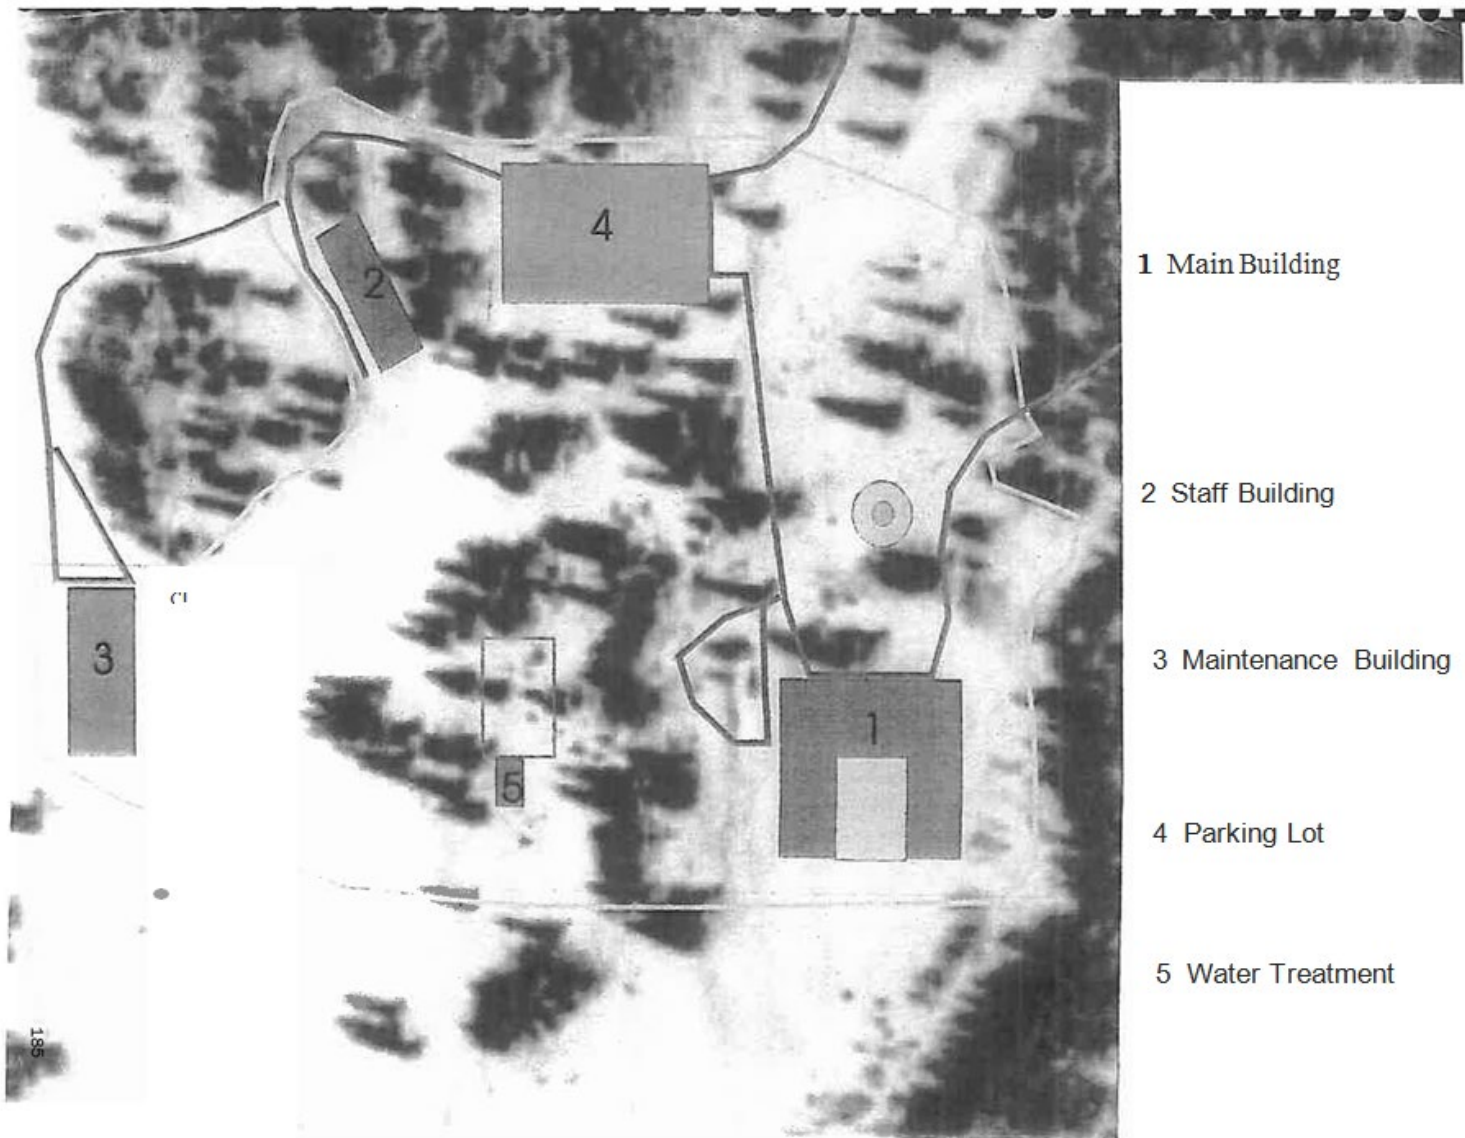 4
2
1 Main Building
2 Staff Building
3
3 Maintenance Building
1
5
4 Parking Lot
5 Water Treatment
185